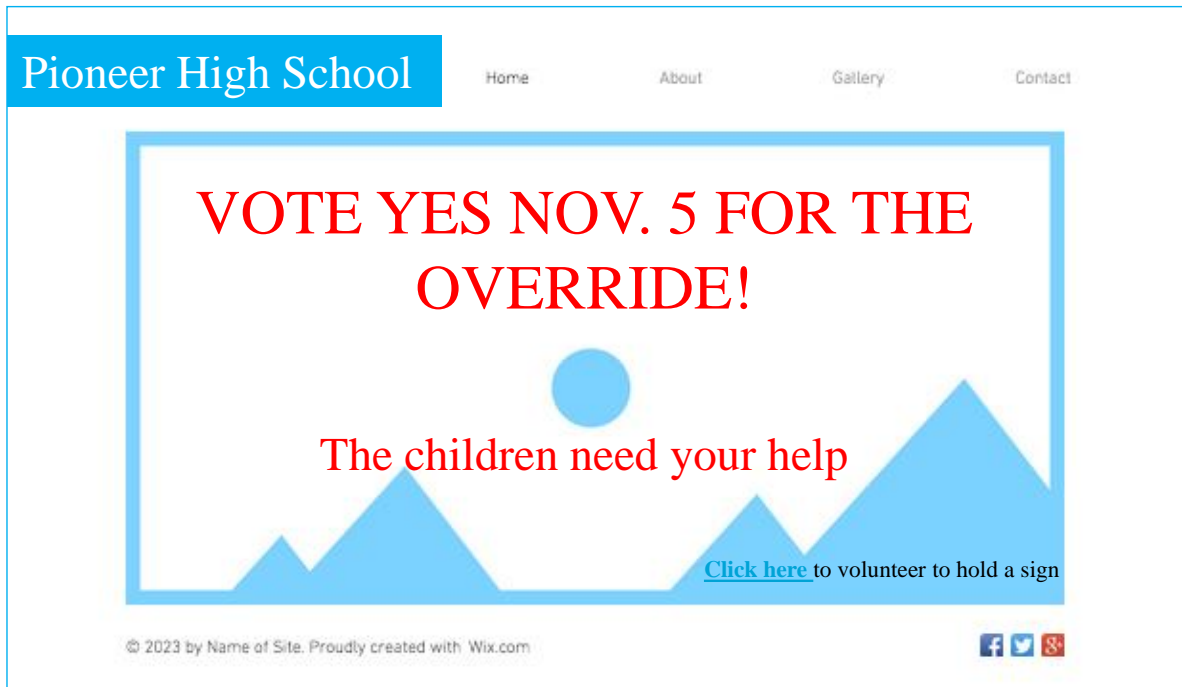 Pioneer High School
Home About Gallery Contact
VOTE YES NOV. 5 FOR THE
OVERRIDE!
The children need your help
Click here to volunteer to hold a sign
© 2023 by Name of Site. Proudly created with Wix.com
f 8+